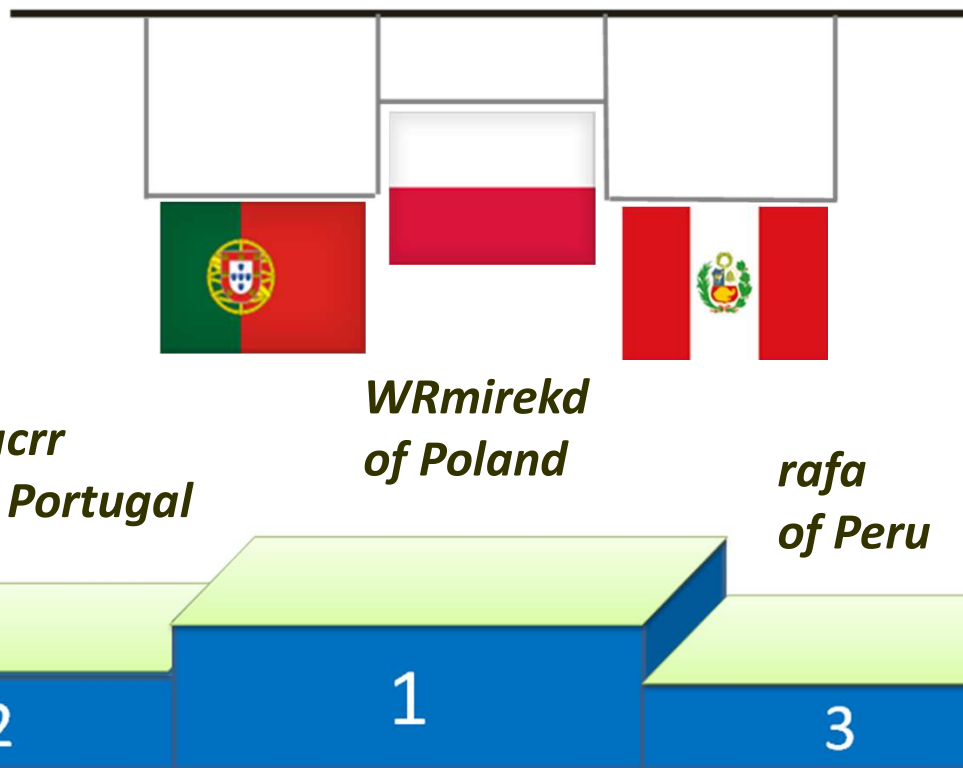 WRmirekd
of Poland
Portugal
rafa
of Peru
1
2
3